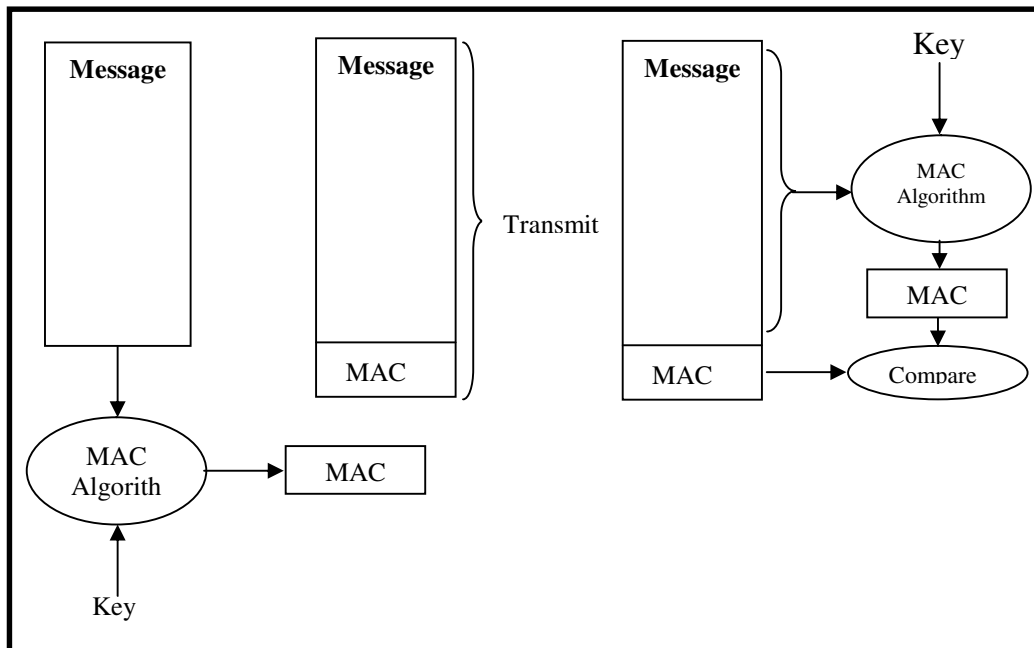 Message
MAC
Algorith
Key
MAC
Message
MAC
Transmit
Message
MAC
Key
MAC
Algorithm
MAC
Compare